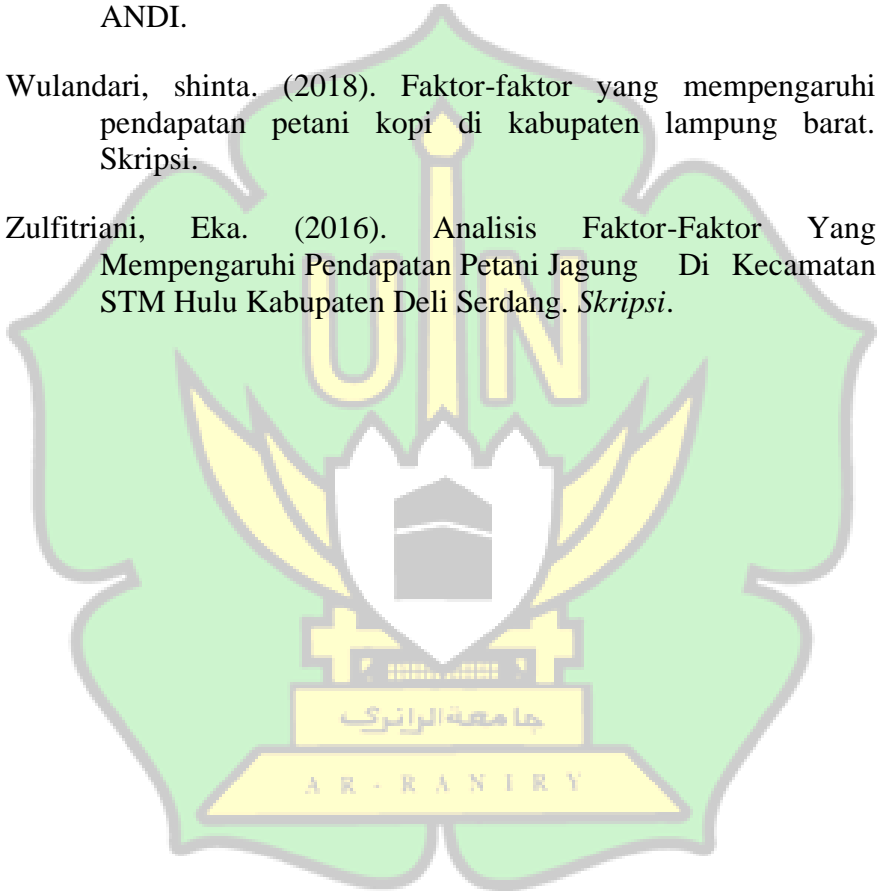 ANDI.
Wulandari, shinta. (2018). Faktor-faktor yang mempengaruhi
pendapatan petani kopi di kabupaten lampung barat.
Skripsi.
Zulfitriani, Eka. (2016). Analisis Faktor-Faktor Yang
Mempengaruhi Pendapatan Petani Jagung Di Kecamatan
STM Hulu Kabupaten Deli Serdang. Skripsi.
UIN
جامعة الرانري
AR-RANIRY